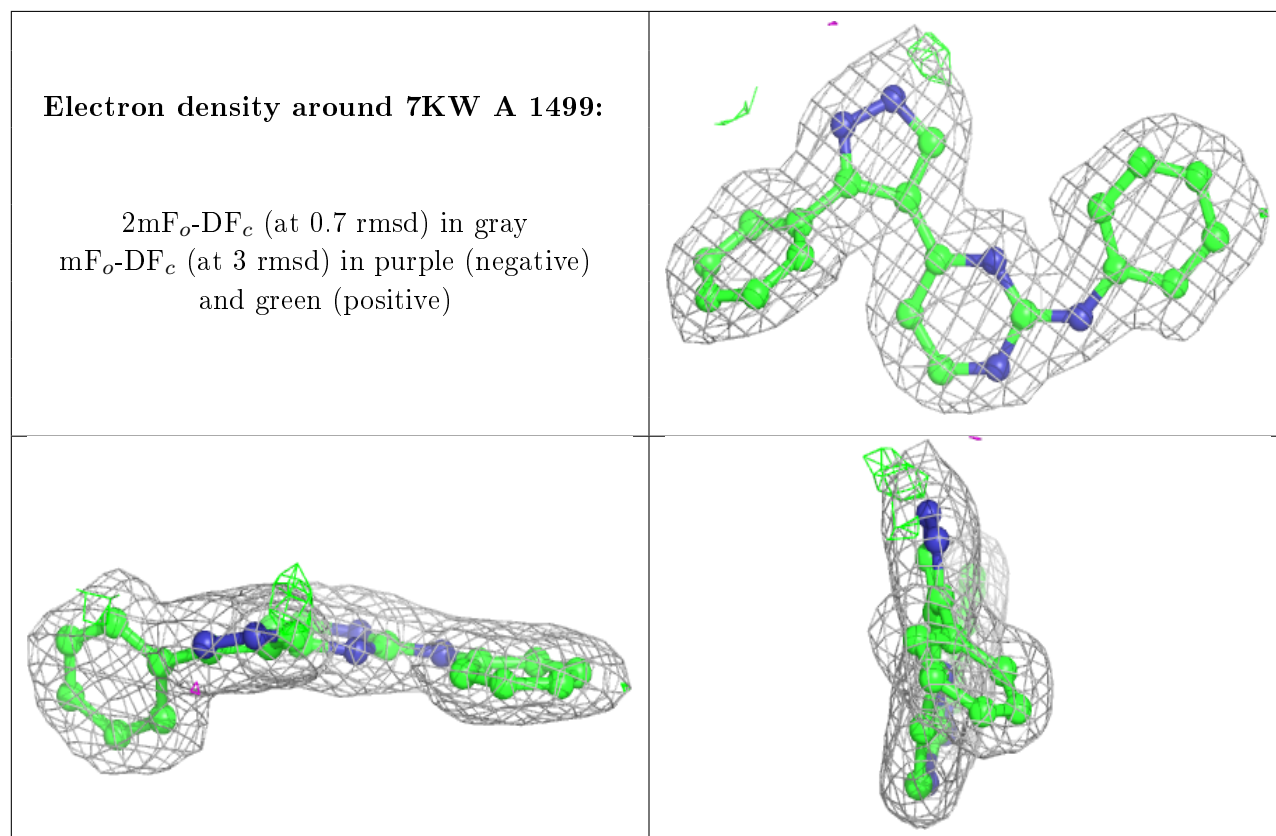 Electron density around 7KW A 1499:
2mFo-DFc (at 0.7 rmsd) in gray
mFo-DFc (at 3 rmsd) in purple (negative)
and green (positive)